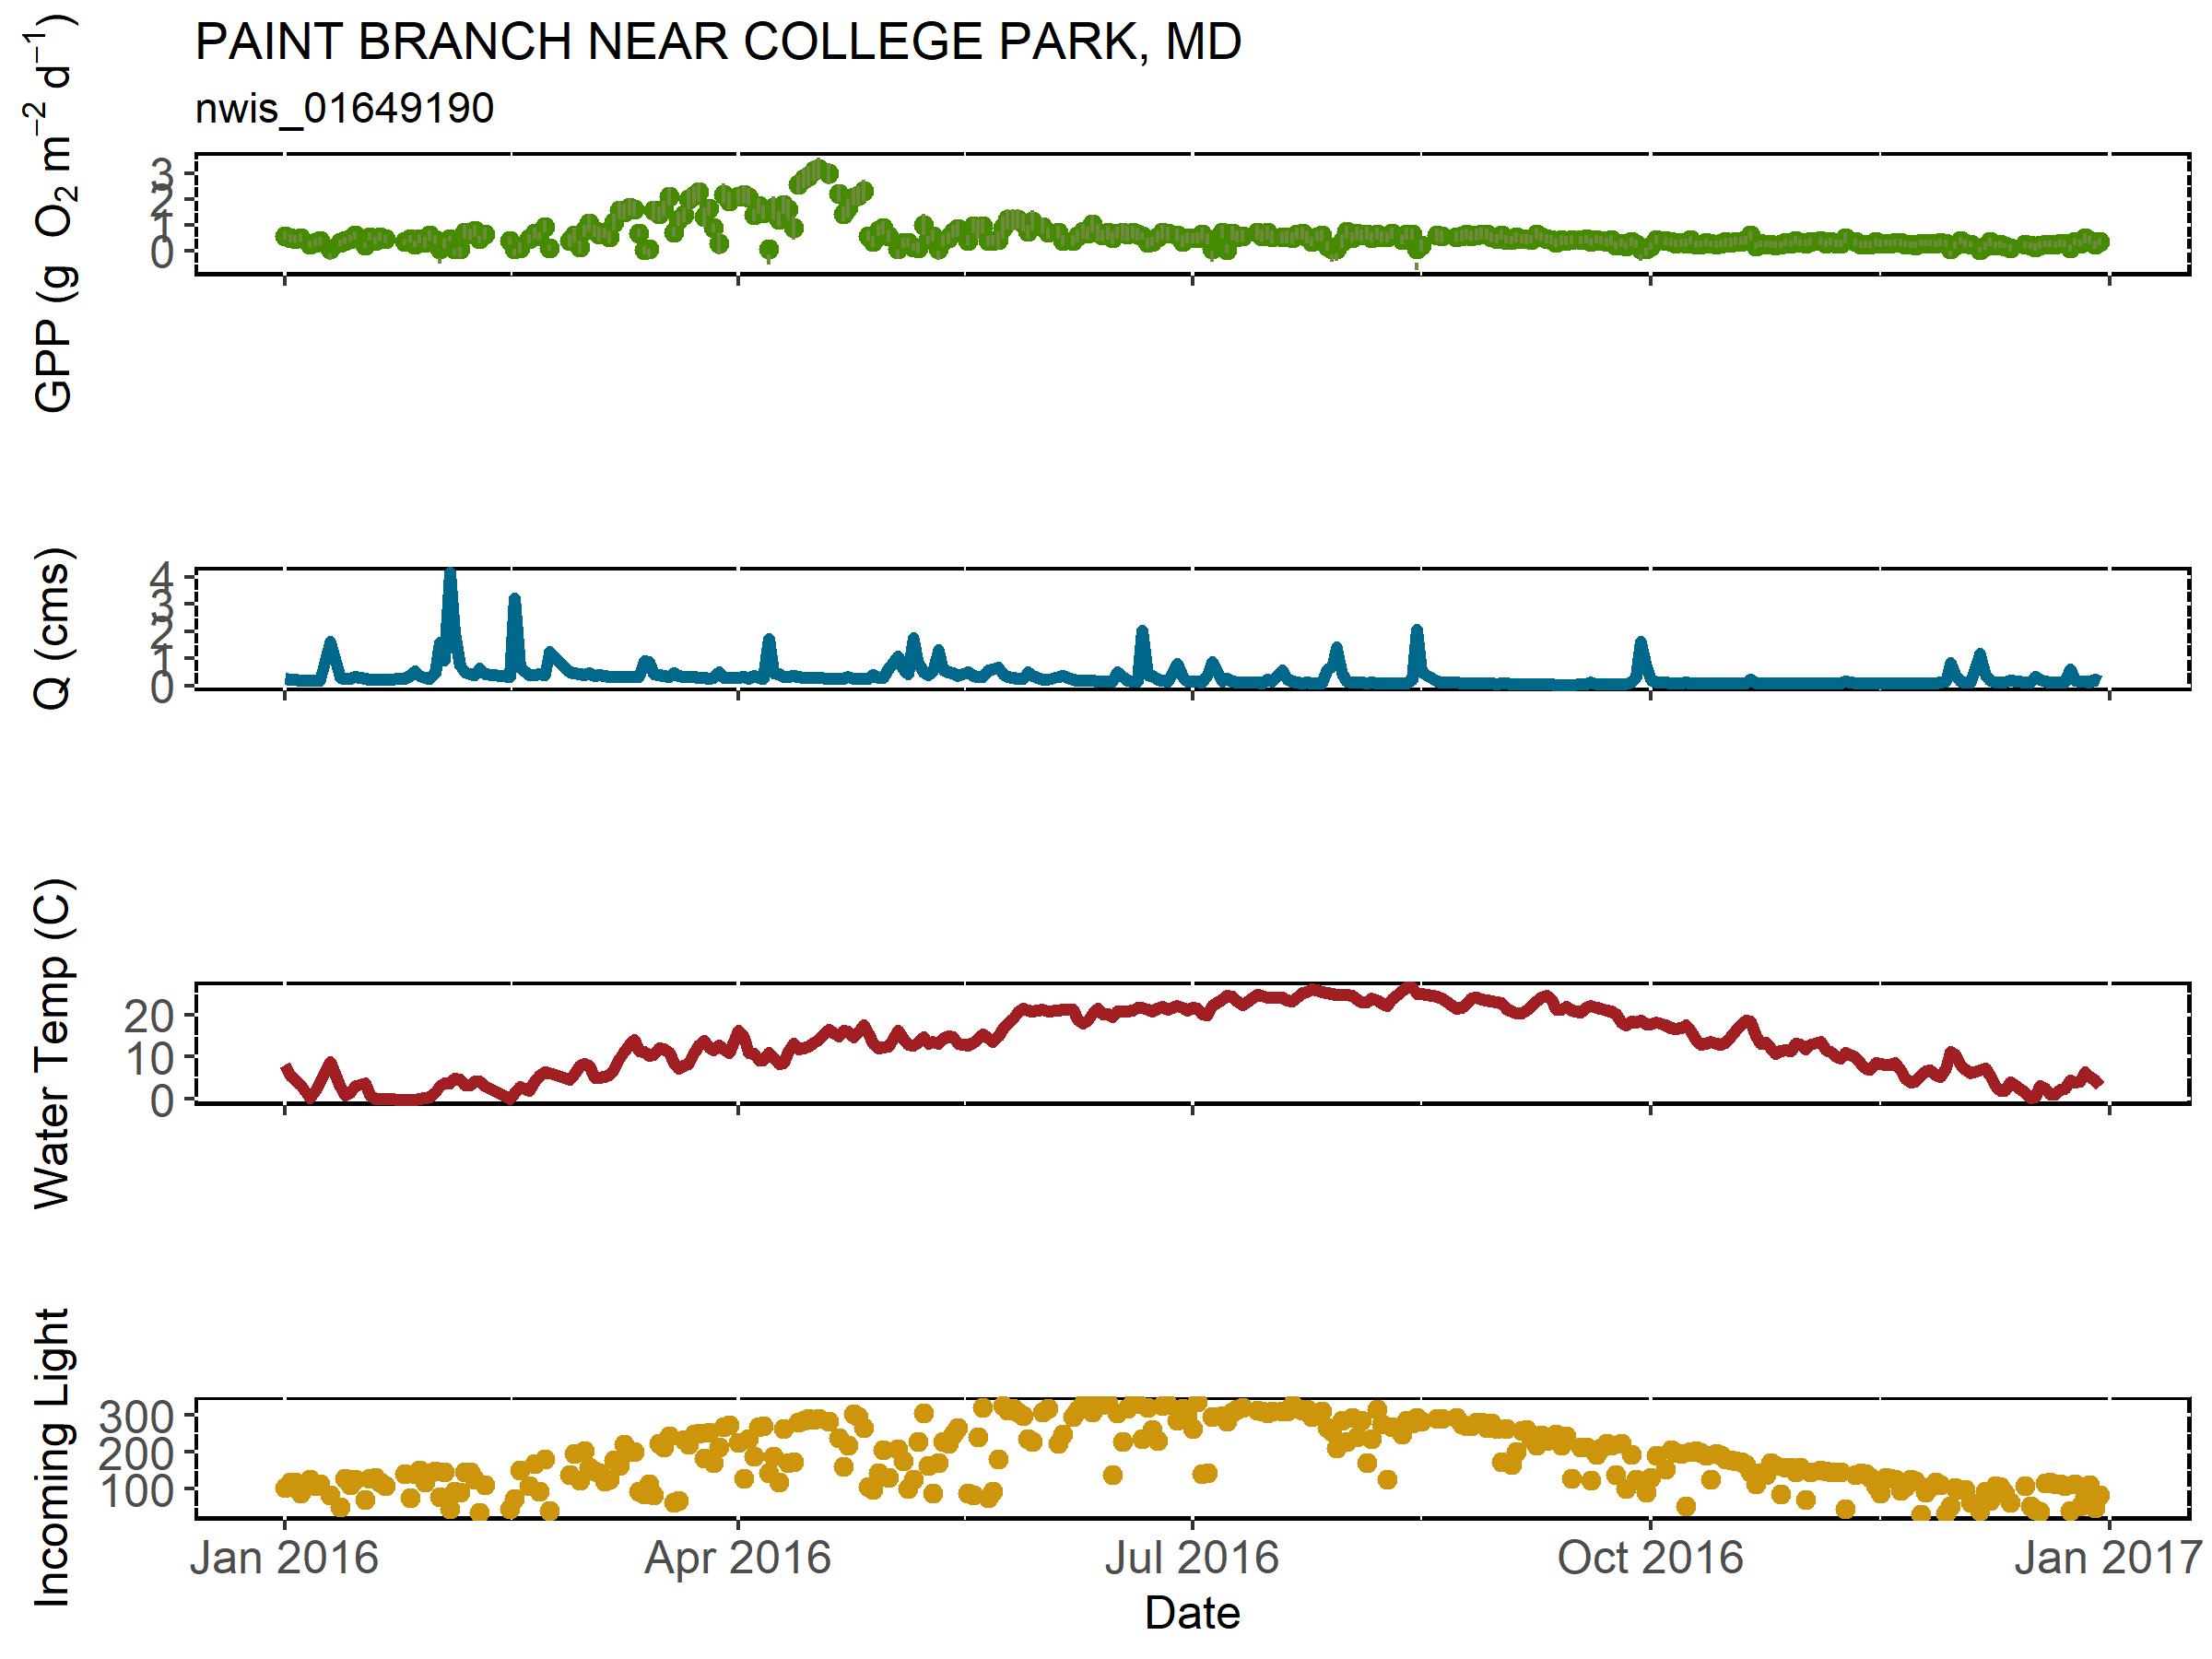 PAINT BRANCH NEAR COLLEGE PARK, MD
nwis_01649190
GPP (g O₂ m⁻² d⁻¹)
3
2
1
0
Q (cms)
4
3
2
1
0
Water Temp (C)
20
10
0
Incoming Light
300
200
100
Jan 2016 Apr 2016 Jul 2016 Oct 2016 Jan 2017
Date